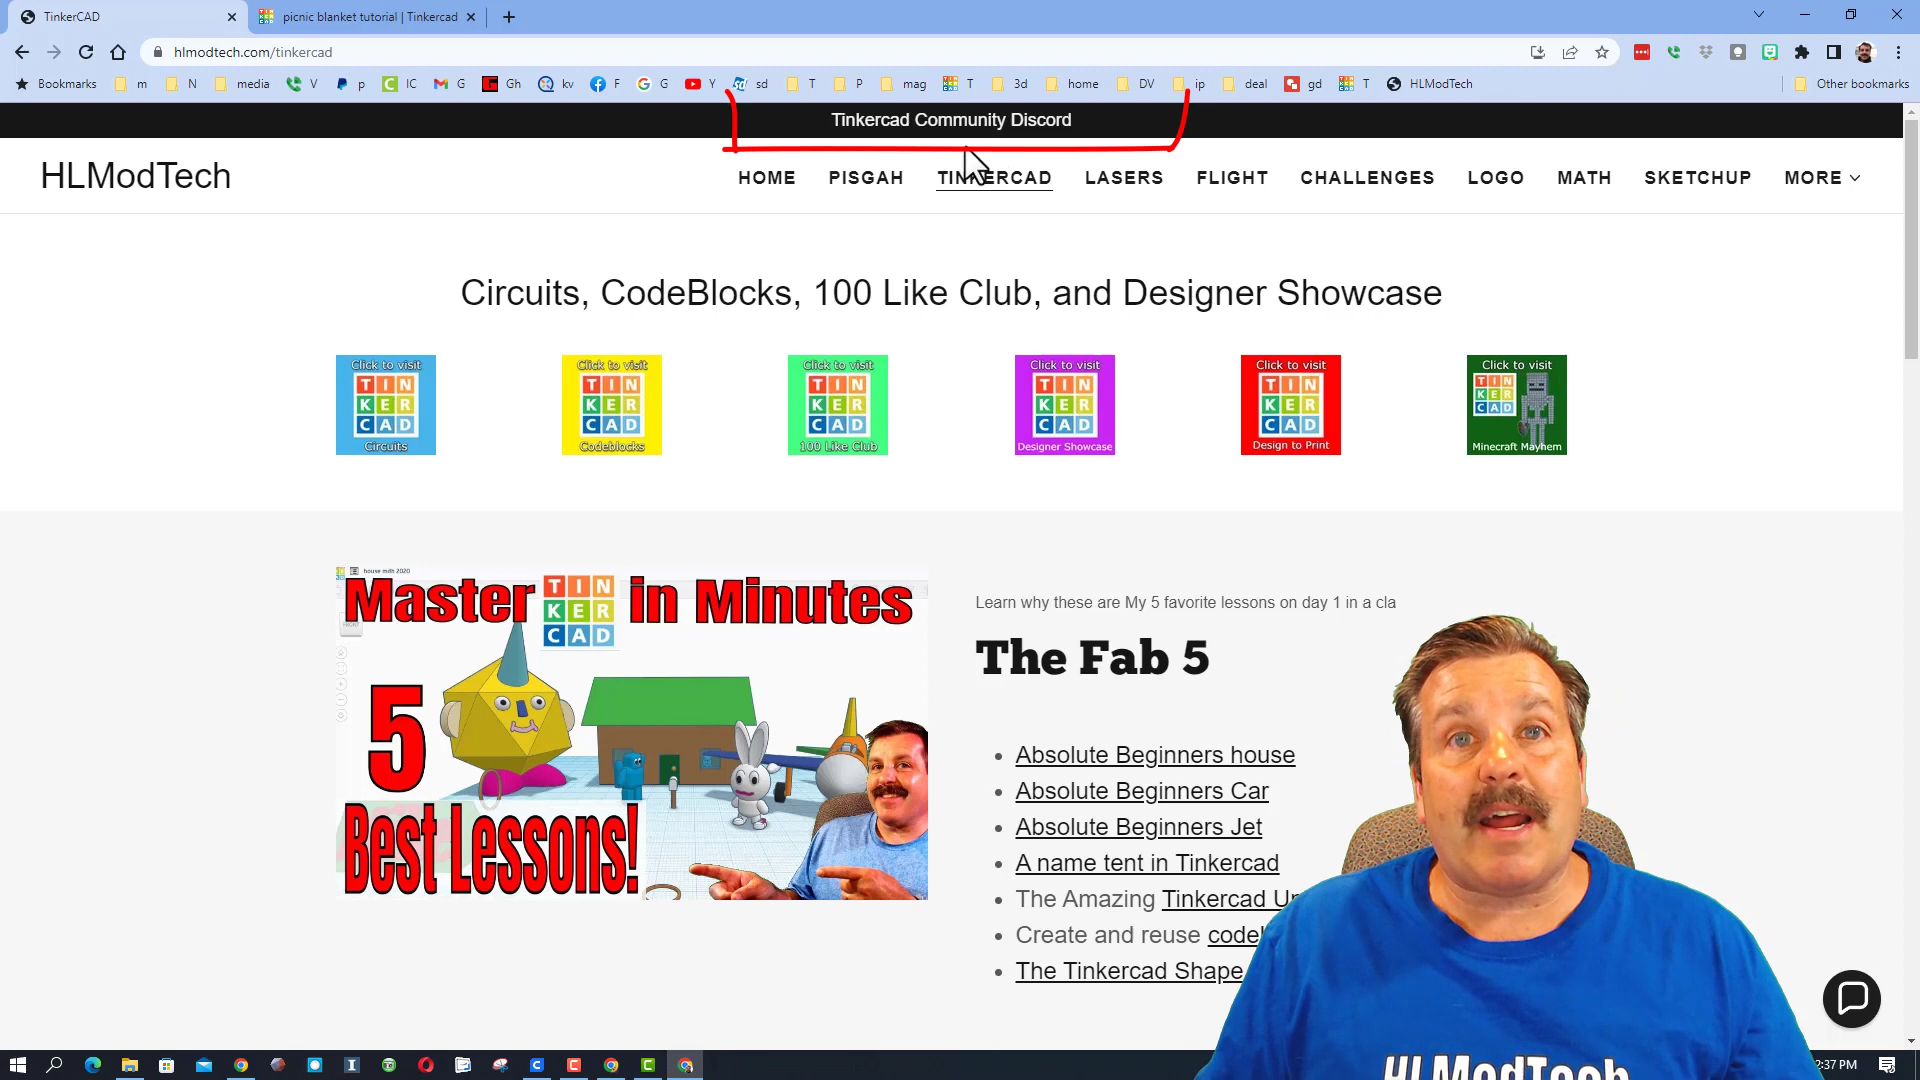 TinkerCAD
picnic blanket tutorial | Tinkercad
hlmodtech.com/tinkercad
Bookmarks m N media V p IC G Gh kv F G Y sd T P mag T 3d home DV ip deal gd T HLModTech Other bookmarks
Tinkercad Community Discord
HLModTech
HOME PISGAH TINKERCAD LASERS FLIGHT CHALLENGES LOGO MATH SKETCHUP MORE
Circuits, CodeBlocks, 100 Like Club, and Designer Showcase
Click to visit
TIN
KER
CAD
Circuits
Click to visit
TIN
KER
CAD
Codeblocks
Click to visit
TIN
KER
CAD
100 Like Club
Click to visit
TIN
KER
CAD
Designer Showcase
Click to visit
TIN
KER
CAD
Design to Print
Click to visit
TIN
KER
CAD
Minecraft Mayhem
house mith 2020
Master TIN KER CAD in Minutes
FRONT
5
Best Lessons!
Learn why these are My 5 favorite lessons on day 1 in a cla
The Fab 5
Absolute Beginners house
Absolute Beginners Car
Absolute Beginners Jet
A name tent in Tinkercad
The Amazing Tinkercad Un
Create and reuse code
The Tinkercad Shape
HLModTech
2:37 PM